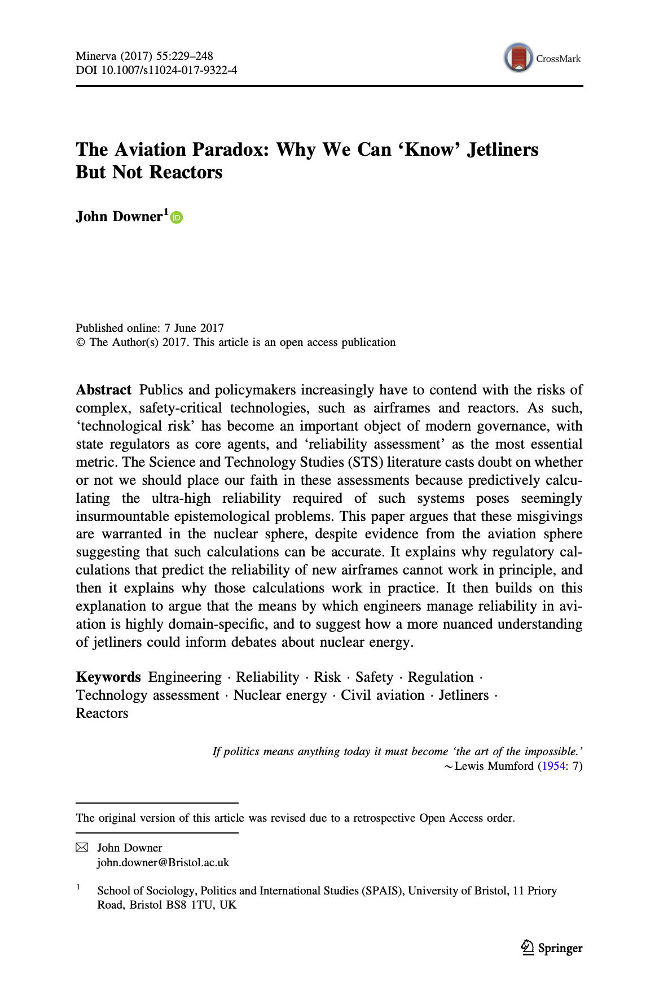 Minerva (2017) 55:229–248
DOI 10.1007/s11024-017-9322-4
CrossMark
The Aviation Paradox: Why We Can ‘Know’ Jetliners
But Not Reactors
John Downer1 iD
Published online: 7 June 2017
© The Author(s) 2017. This article is an open access publication
Abstract Publics and policymakers increasingly have to contend with the risks of
complex, safety-critical technologies, such as airframes and reactors. As such,
‘technological risk’ has become an important object of modern governance, with
state regulators as core agents, and ‘reliability assessment’ as the most essential
metric. The Science and Technology Studies (STS) literature casts doubt on whether
or not we should place our faith in these assessments because predictively calcu-
lating the ultra-high reliability required of such systems poses seemingly
insurmountable epistemological problems. This paper argues that these misgivings
are warranted in the nuclear sphere, despite evidence from the aviation sphere
suggesting that such calculations can be accurate. It explains why regulatory cal-
culations that predict the reliability of new airframes cannot work in principle, and
then it explains why those calculations work in practice. It then builds on this
explanation to argue that the means by which engineers manage reliability in avi-
ation is highly domain-specific, and to suggest how a more nuanced understanding
of jetliners could inform debates about nuclear energy.
Keywords Engineering · Reliability · Risk · Safety · Regulation ·
Technology assessment · Nuclear energy · Civil aviation · Jetliners ·
Reactors
If politics means anything today it must become ‘the art of the impossible.’
~ Lewis Mumford (1954: 7)
The original version of this article was revised due to a retrospective Open Access order.
John Downer
john.downer@Bristol.ac.uk
1 School of Sociology, Politics and International Studies (SPAIS), University of Bristol, 11 Priory
Road, Bristol BS8 1TU, UK
Springer